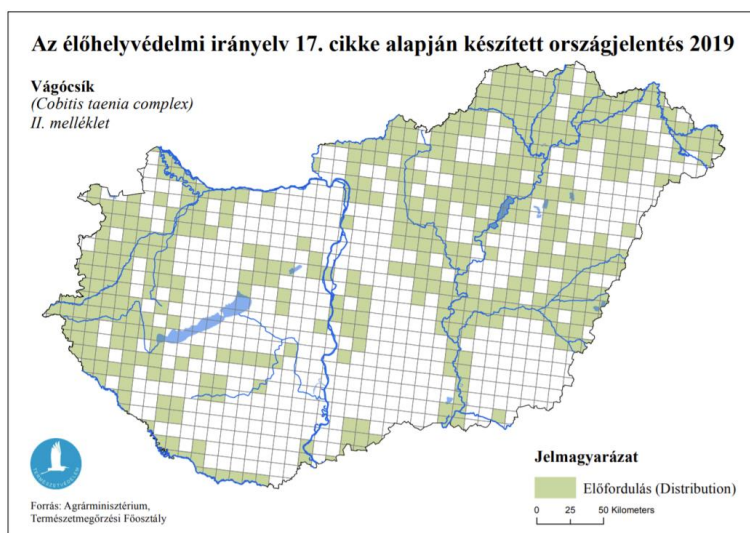 Az élőhelyvédelmi irányelv 17. cikke alapján készített országjelentés 2019
Vágócsík
(Cobitis taenia complex)
II. melléklet
TERMÉSZETVÉDELEM
Forrás: Agrárminisztérium,
Természetmegőrzési Főosztály
Jelmagyarázat
Előfordulás (Distribution)
0 25 50 Kilometers